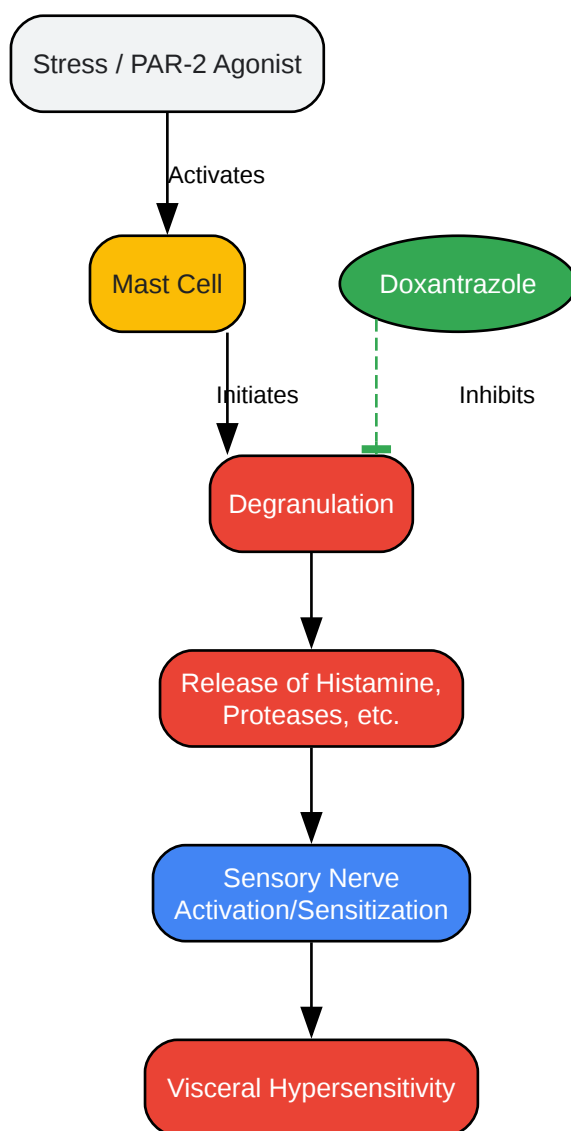 Stress / PAR-2 Agonist
Activates
Mast Cell
Doxantrazole
Initiates
Inhibits
Degranulation
Release of Histamine,
Proteases, etc.
Sensory Nerve
Activation/Sensitization
Visceral Hypersensitivity